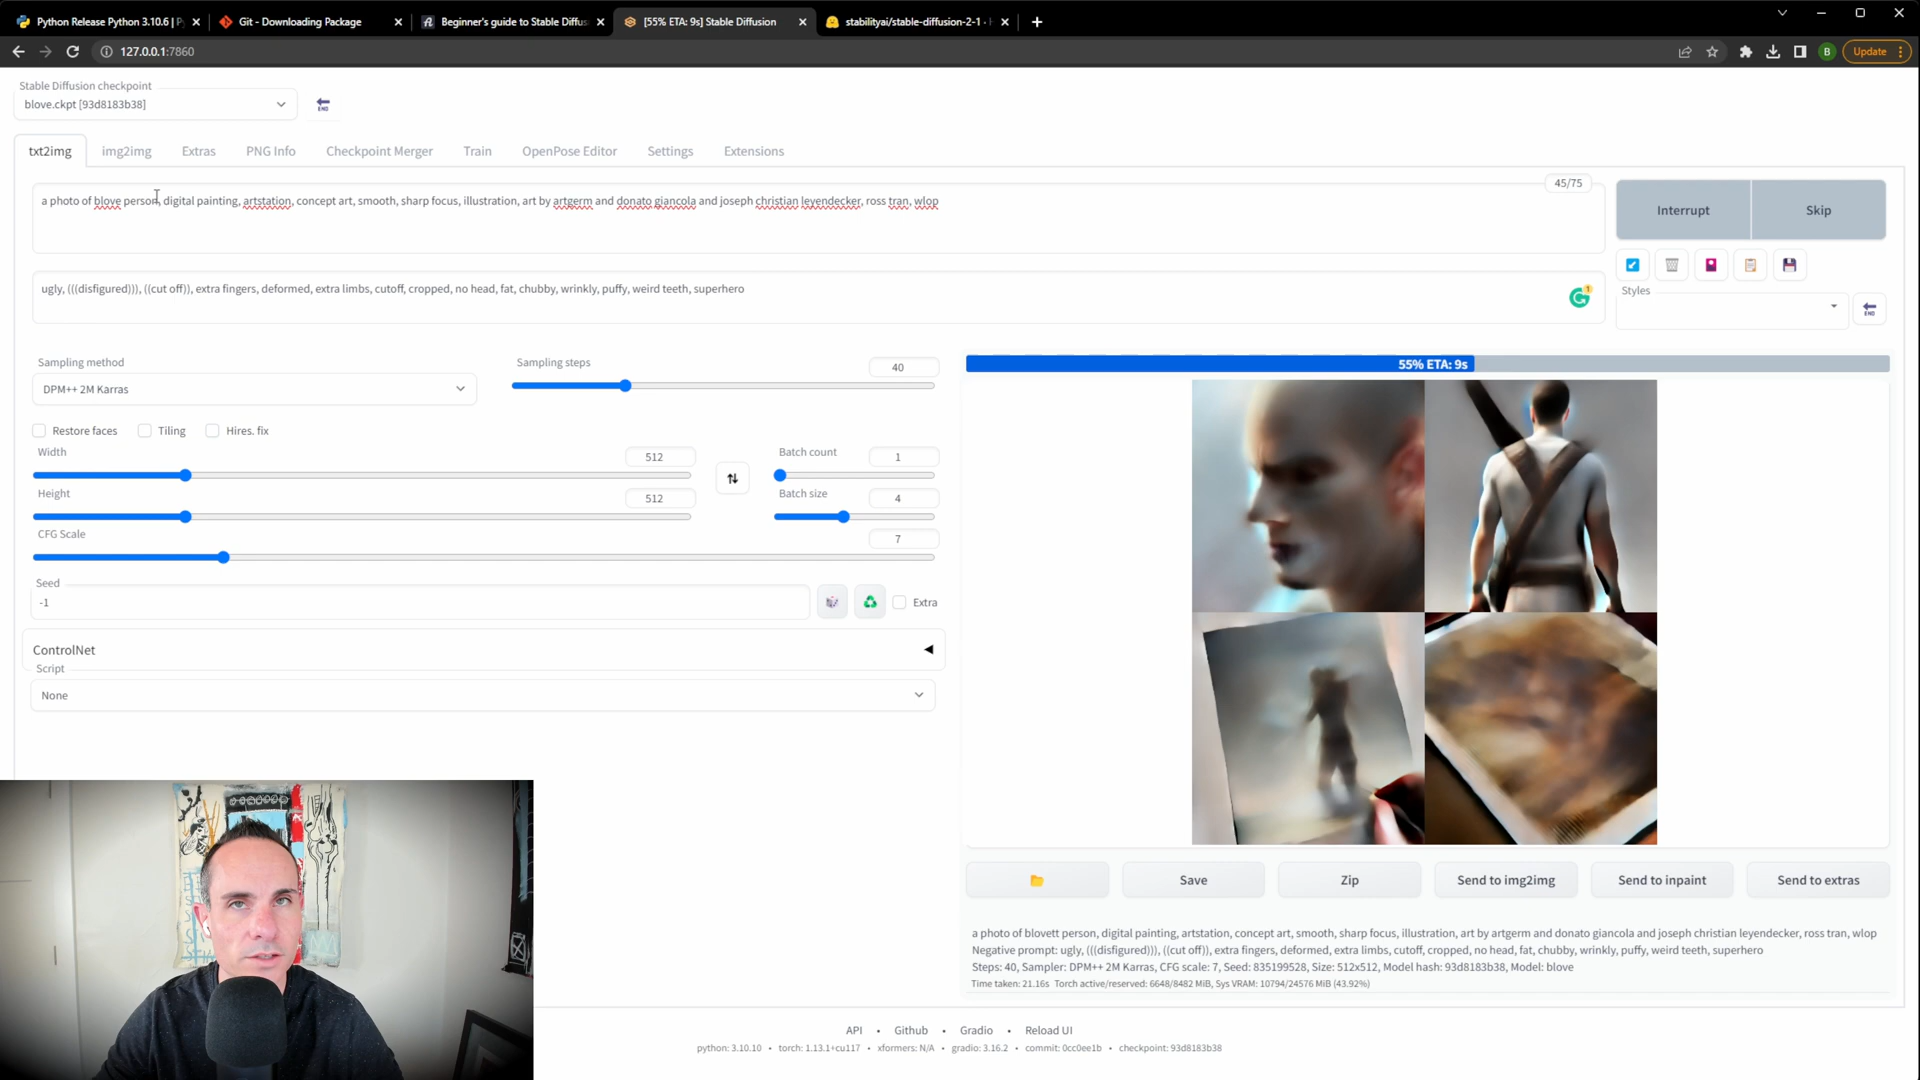 Python Release Python 3.10.6 | P
Git - Downloading Package
Beginner's guide to Stable Diffus
[55% ETA: 9s] Stable Diffusion
stabilityai/stable-diffusion-2-1 ·
127.0.0.1:7860
B
Update
Stable Diffusion checkpoint
blove.ckpt [93d8183b38]
END
txt2img
img2img
Extras
PNG Info
Checkpoint Merger
Train
OpenPose Editor
Settings
Extensions
45/75
a photo of blove person, digital painting, artstation, concept art, smooth, sharp focus, illustration, art by artgerm and donato giancola and joseph christian leyendecker, ross tran, wlop
Interrupt
Skip
ugly, (((disfigured))), ((cut off)), extra fingers, deformed, extra limbs, cutoff, cropped, no head, fat, chubby, wrinkly, puffy, weird teeth, superhero
1
Styles
END
Sampling method
DPM++ 2M Karras
Sampling steps
40
55% ETA: 9s
Restore faces
Tiling
Hires. fix
Width
512
Batch count
1
Height
512
Batch size
4
CFG Scale
7
Seed
-1
Extra
ControlNet
Script
None
Save
Zip
Send to img2img
Send to inpaint
Send to extras
a photo of blovett person, digital painting, artstation, concept art, smooth, sharp focus, illustration, art by artgerm and donato giancola and joseph christian leyendecker, ross tran, wlop
Negative prompt: ugly, (((disfigured))), ((cut off)), extra fingers, deformed, extra limbs, cutoff, cropped, no head, fat, chubby, wrinkly, puffy, weird teeth, superhero
Steps: 40, Sampler: DPM++ 2M Karras, CFG scale: 7, Seed: 835199528, Size: 512x512, Model hash: 93d8183b38, Model: blove
Time taken: 21.16s Torch active/reserved: 6648/8482 MiB, Sys VRAM: 10794/24576 MiB (43.92%)
API • Github • Gradio • Reload UI
python: 3.10.10 • torch: 1.13.1+cu117 • xformers: N/A • gradio: 3.16.2 • commit: 0cc0ee1b • checkpoint: 93d8183b38